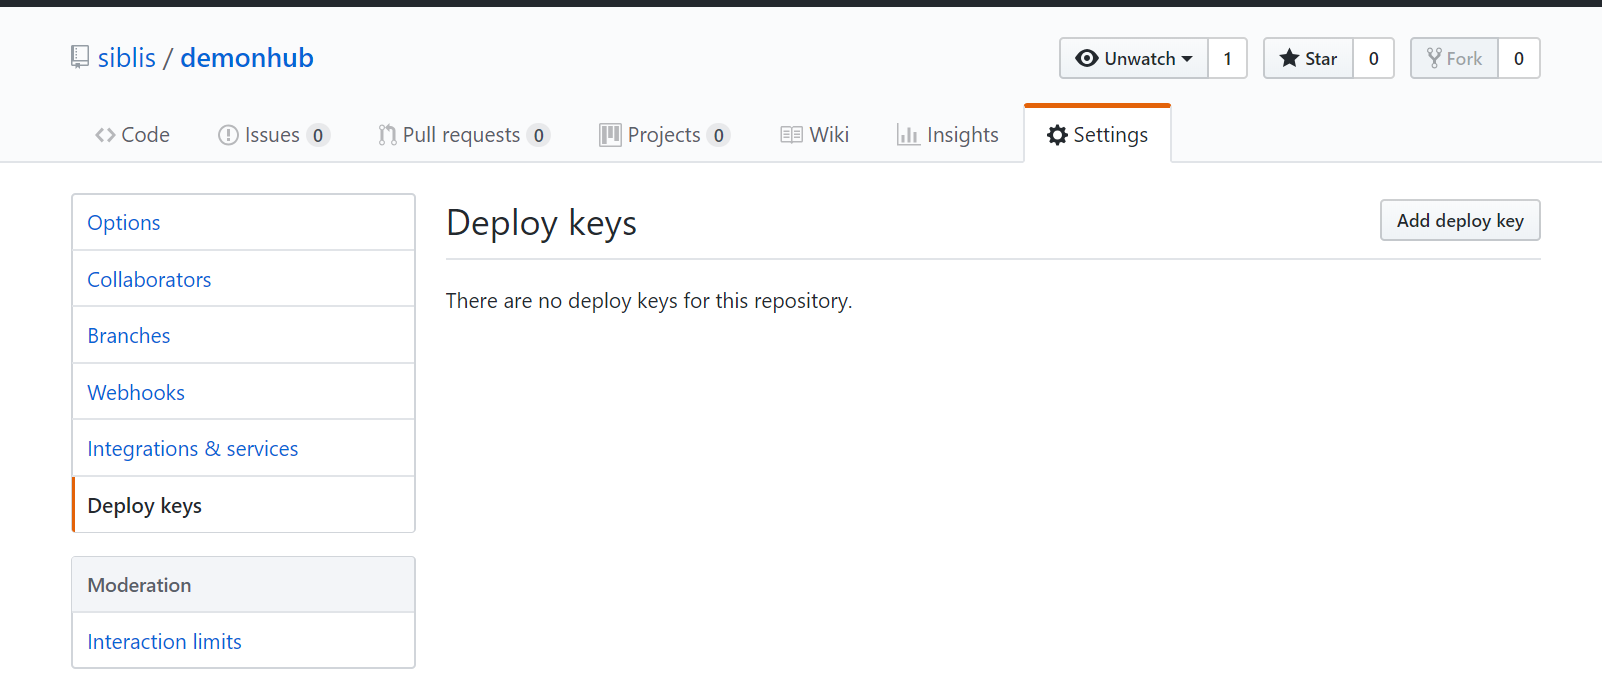 siblis / demonhub
Unwatch 1 Star 0 Fork 0
Code Issues 0 Pull requests 0 Projects 0 Wiki Insights Settings
Options
Collaborators
Branches
Webhooks
Integrations & services
Deploy keys
Moderation
Interaction limits
Deploy keys
Add deploy key
There are no deploy keys for this repository.